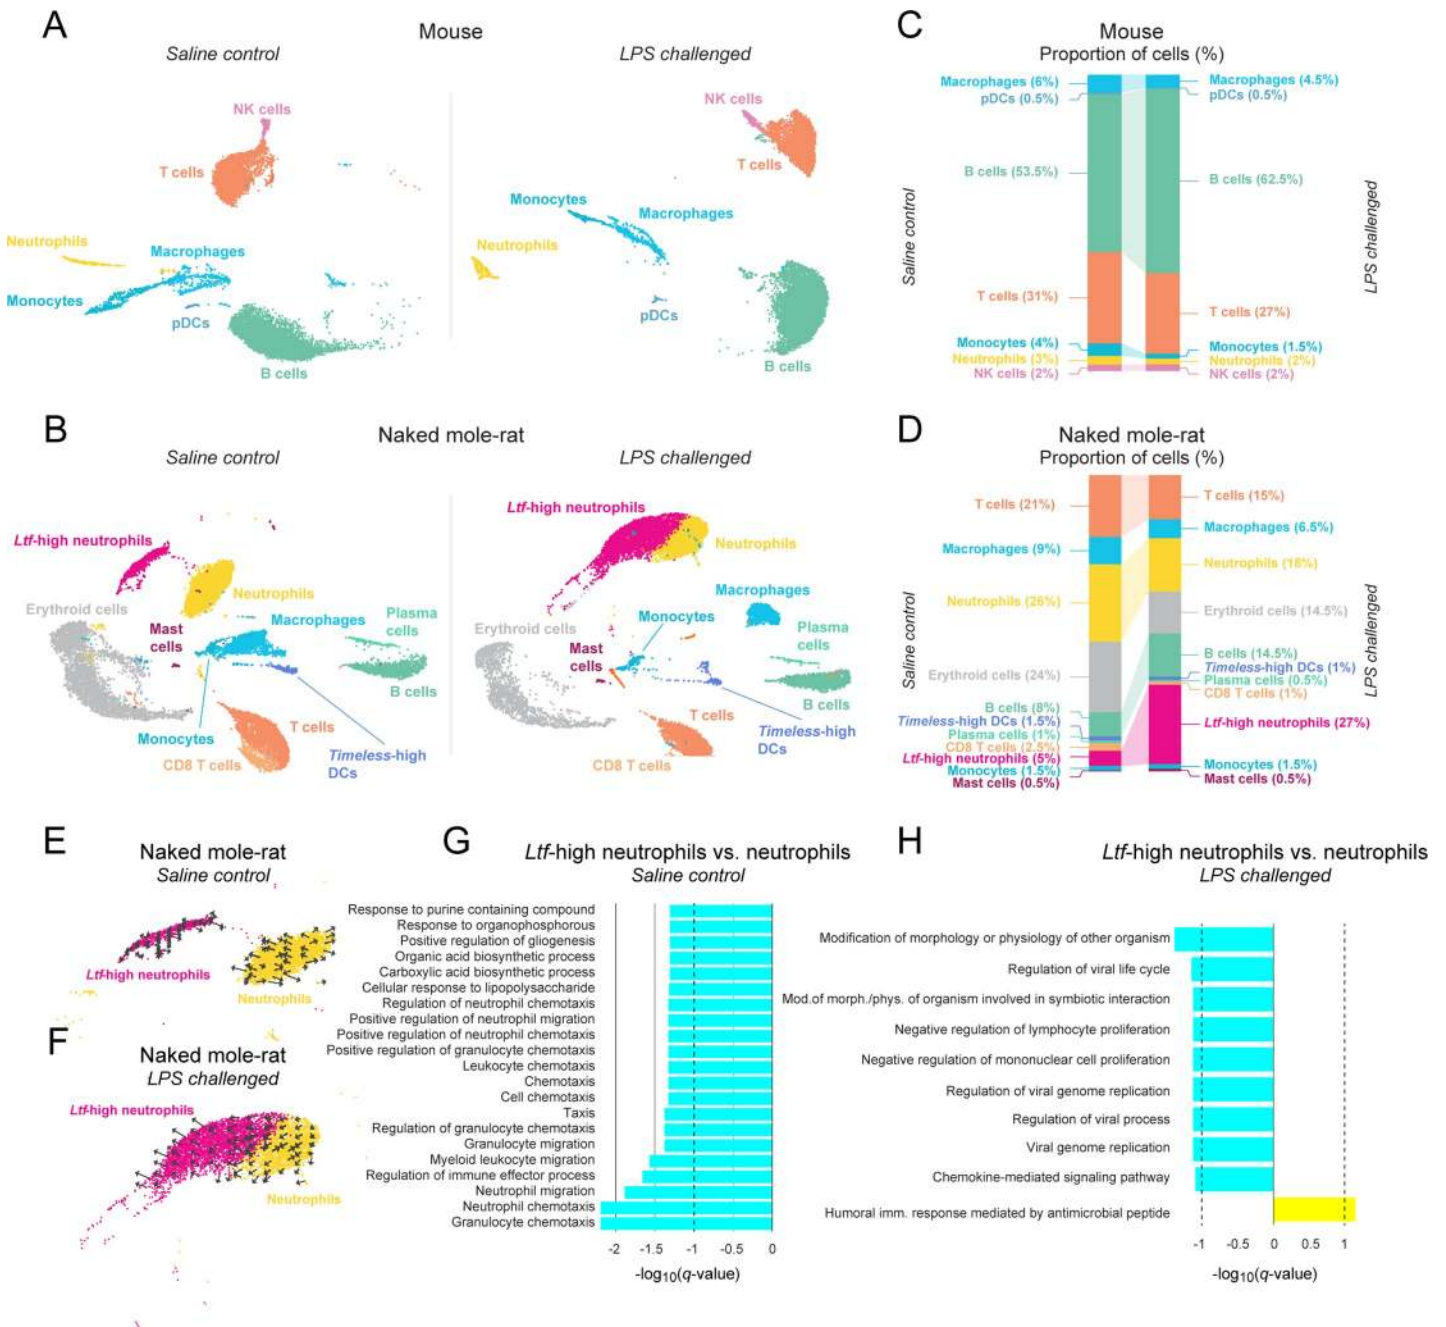 A
Mouse
Saline control
LPS challenged
NK cells
T cells
Neutrophils
Macrophages
Monocytes
pDCs
B cells
NK cells
T cells
Monocytes
Macrophages
Neutrophils
pDCs
B cells
C
Mouse
Proportion of cells (%)
Saline control
Macrophages (6%)
pDCs (0.5%)
B cells (53.5%)
T cells (31%)
Monocytes (4%)
Neutrophils (3%)
NK cells (2%)
Macrophages (4.5%)
pDCs (0.5%)
B cells (62.5%)
T cells (27%)
Monocytes (1.5%)
Neutrophils (2%)
NK cells (2%)
LPS challenged
B
Naked mole-rat
Saline control
LPS challenged
Ltf-high neutrophils
Neutrophils
Erythroid cells
Mast
cells
Macrophages
Plasma
cells
B cells
Monocytes
T cells
CD8 T cells
Timeless-high
DCs
Ltf-high neutrophils
Neutrophils
Macrophages
Monocytes
Erythroid cells
Mast
cells
Plasma
cells
B cells
T cells
Timeless-high
DCs
CD8 T cells
D
Naked mole-rat
Proportion of cells (%)
Saline control
T cells (21%)
Macrophages (9%)
Neutrophils (26%)
Erythroid cells (24%)
B cells (8%)
Timeless-high DCs (1.5%)
Plasma cells (1%)
CD8 T cells (2.5%)
Ltf-high neutrophils (5%)
Monocytes (1.5%)
Mast cells (0.5%)
T cells (15%)
Macrophages (6.5%)
Neutrophils (18%)
Erythroid cells (14.5%)
B cells (14.5%)
Timeless-high DCs (1%)
Plasma cells (0.5%)
CD8 T cells (1%)
Ltf-high neutrophils (27%)
Monocytes (1.5%)
Mast cells (0.5%)
LPS challenged
E
Naked mole-rat
Saline control
Ltf-high neutrophils
Neutrophils
F
Naked mole-rat
LPS challenged
Ltf-high neutrophils
Neutrophils
G
Ltf-high neutrophils vs. neutrophils
Saline control
Response to purine containing compound
Response to organophosphorous
Positive regulation of gliogenesis
Organic acid biosynthetic process
Carboxylic acid biosynthetic process
Cellular response to lipopolysaccharide
Regulation of neutrophil chemotaxis
Positive regulation of neutrophil migration
Positive regulation of neutrophil chemotaxis
Positive regulation of granulocyte chemotaxis
Leukocyte chemotaxis
Chemotaxis
Cell chemotaxis
Taxis
Regulation of granulocyte chemotaxis
Granulocyte migration
Myeloid leukocyte migration
Regulation of immune effector process
Neutrophil migration
Neutrophil chemotaxis
Granulocyte chemotaxis
-2 -1.5 -1 -0.5 0
-log10(q-value)
H
Ltf-high neutrophils vs. neutrophils
LPS challenged
Modification of morphology or physiology of other organism
Regulation of viral life cycle
Mod.of morph./phys. of organism involved in symbiotic interaction
Negative regulation of lymphocyte proliferation
Negative regulation of mononuclear cell proliferation
Regulation of viral genome replication
Regulation of viral process
Viral genome replication
Chemokine-mediated signaling pathway
Humoral imm. response mediated by antimicrobial peptide
-1 -0.5 0 0.5 1
-log10(q-value)